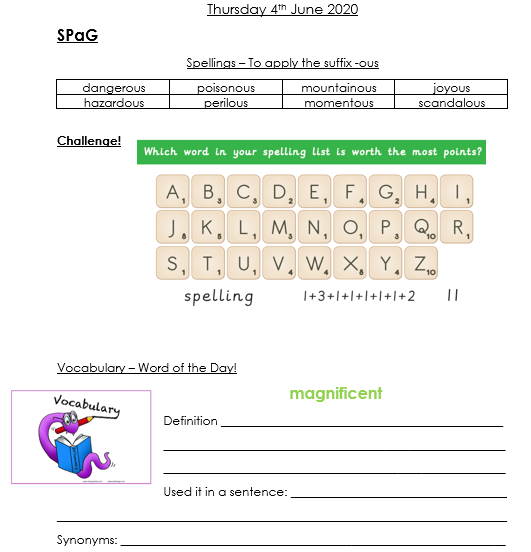 Thursday 4th June 2020
SPaG
Spellings – To apply the suffix -ous
dangerous poisonous mountainous joyous
hazardous perilous momentous scandalous
Challenge!
Which word in your spelling list is worth the most points?
A1 B3 C3 D2 E1 F4 G2 H4 I1
J8 K5 L1 M3 N1 O1 P3 Q10 R1
S1 T1 U1 V4 W4 X8 Y4 Z10
spelling 1+3+1+1+1+1+1+2 11
Vocabulary – Word of the Day!
Vocabulary
magnificent
Definition
Used it in a sentence:
Synonyms: